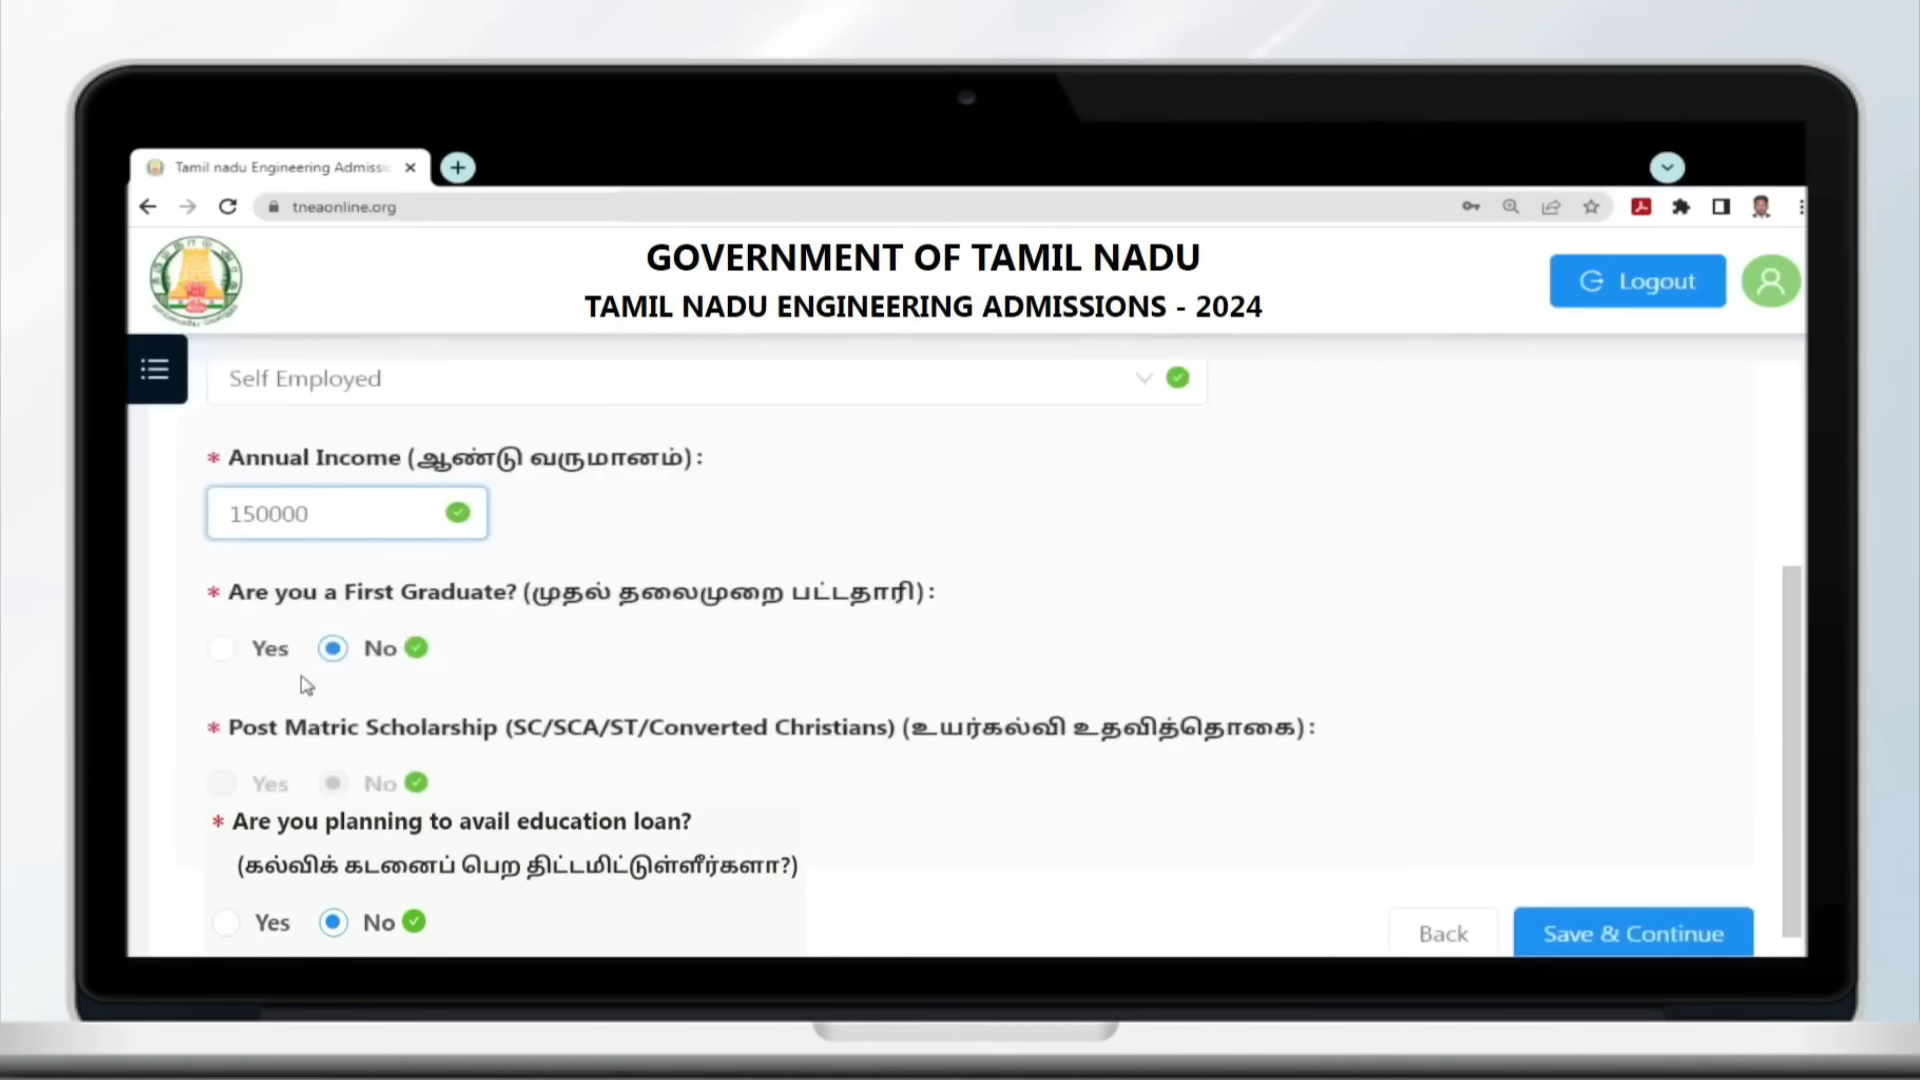 Tamil nadu Engineering Admissi
tneaonline.org
GOVERNMENT OF TAMIL NADU
TAMIL NADU ENGINEERING ADMISSIONS - 2024
Logout
Self Employed
* Annual Income (ஆண்டு வருமானம்) :
150000
* Are you a First Graduate? (முதல் தலைமுறை பட்டதாரி) :
Yes No
* Post Matric Scholarship (SC/SCA/ST/Converted Christians) (உயர்கல்வி உதவித்தொகை) :
Yes No
* Are you planning to avail education loan?
(கல்விக் கடனைப் பெற திட்டமிட்டுள்ளீர்களா?)
Yes No
Back Save & Continue